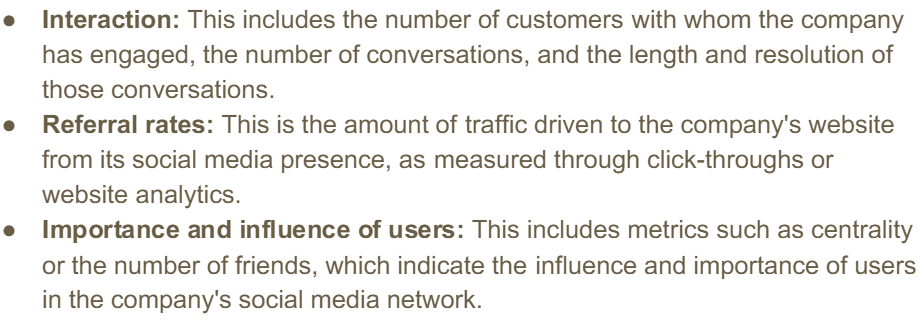 ● Interaction: This includes the number of customers with whom the company
has engaged, the number of conversations, and the length and resolution of
those conversations.
● Referral rates: This is the amount of traffic driven to the company's website
from its social media presence, as measured through click-throughs or
website analytics.
● Importance and influence of users: This includes metrics such as centrality
or the number of friends, which indicate the influence and importance of users
in the company's social media network.